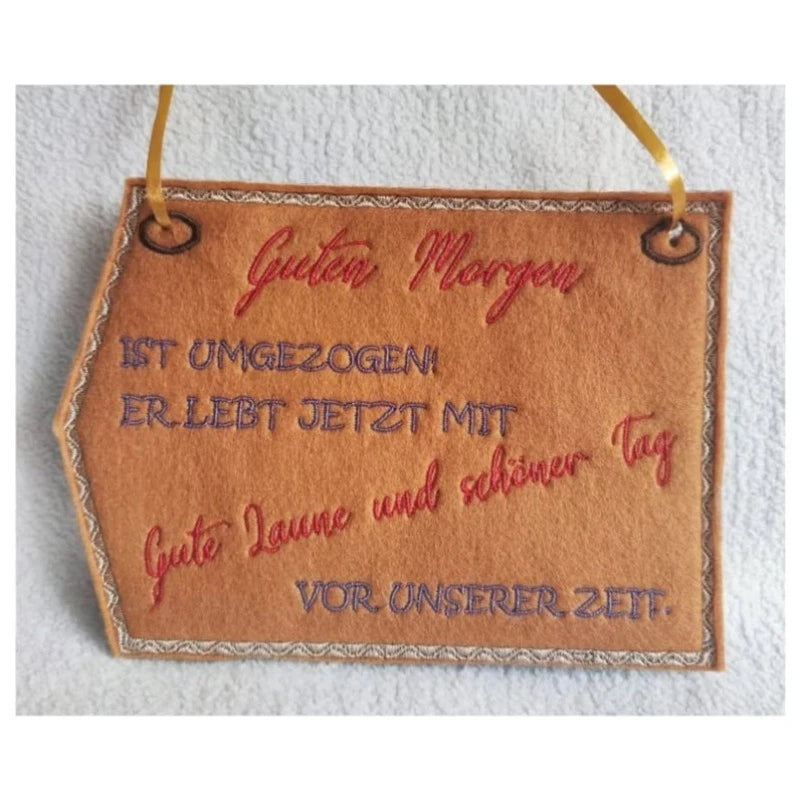 Guten Morgen
IST UMGEZOGEN!
ER LEBT JETZT MIT
Gute Laune und schöner Tag
VOR UNSERER ZEIT.